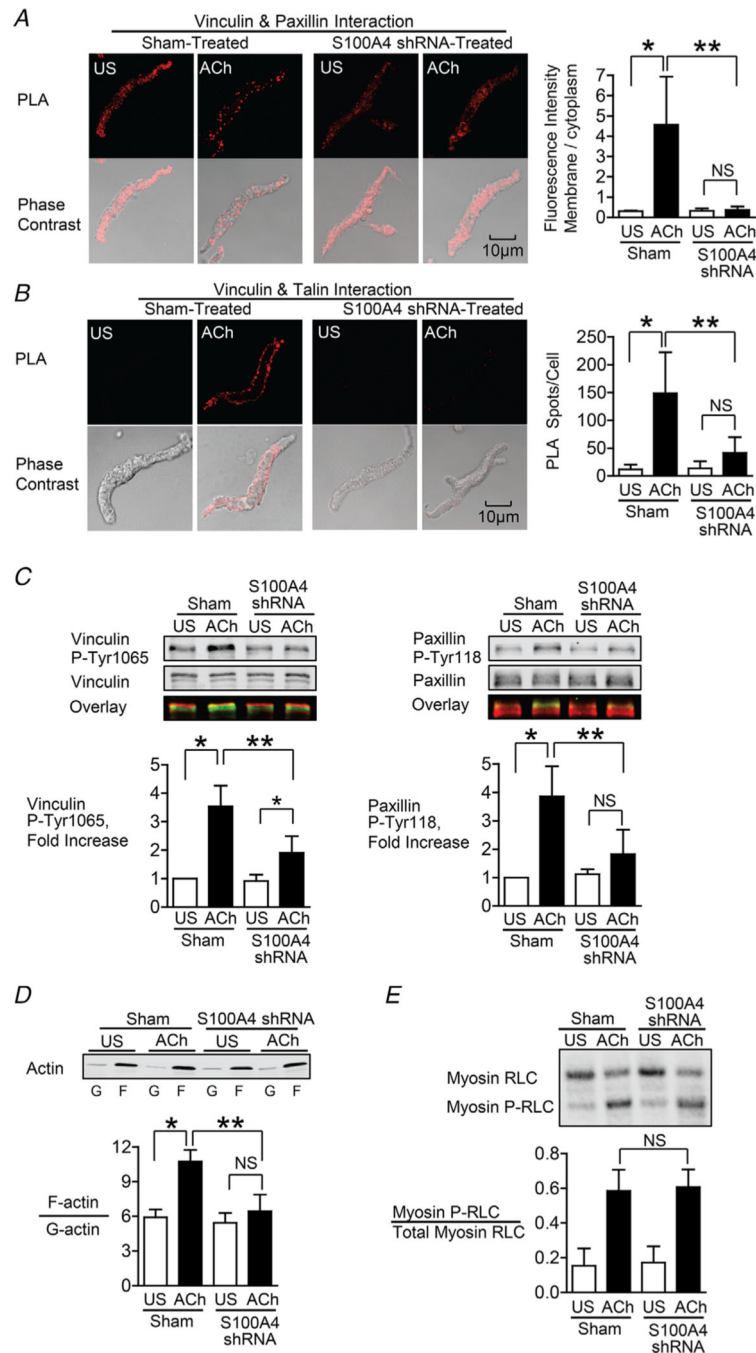 A
Vinculin & Paxillin Interaction
Sham-Treated
S100A4 shRNA-Treated
US
ACh
US
ACh
PLA
Phase
Contrast
10µm
Fluorescence Intensity
Membrane / cytoplasm
* **
7
6
5
4
3
2
1
0
NS
US ACh US ACh
Sham S100A4
shRNA
B
Vinculin & Talin Interaction
Sham-Treated
S100A4 shRNA-Treated
US
ACh
US
ACh
PLA
Phase
Contrast
10µm
PLA Spots/Cell
* **
250
200
150
100
50
0
NS
US ACh US ACh
Sham S100A4
shRNA
C
Sham
S100A4
shRNA
US ACh US ACh
Vinculin
P-Tyr1065
Vinculin
Overlay
* **
5
4
3
2
1
0
*
Vinculin
P-Tyr1065,
Fold Increase
US ACh US ACh
Sham S100A4
shRNA
Sham
S100A4
shRNA
US ACh US ACh
Paxillin
P-Tyr118
Paxillin
Overlay
* **
5
4
3
2
1
0
NS
Paxillin
P-Tyr118,
Fold Increase
US ACh US ACh
Sham S100A4
shRNA
D
Sham S100A4 shRNA
US ACh US ACh
Actin
G F G F G F G F
* **
12
9
6
3
0
NS
F-actin
G-actin
US ACh US ACh
Sham S100A4
shRNA
E
Sham
S100A4
shRNA
US ACh US ACh
Myosin RLC
Myosin P-RLC
NS
0.8
0.6
0.4
0.2
0.0
Myosin P-RLC
Total Myosin RLC
US ACh US ACh
Sham S100A4
shRNA